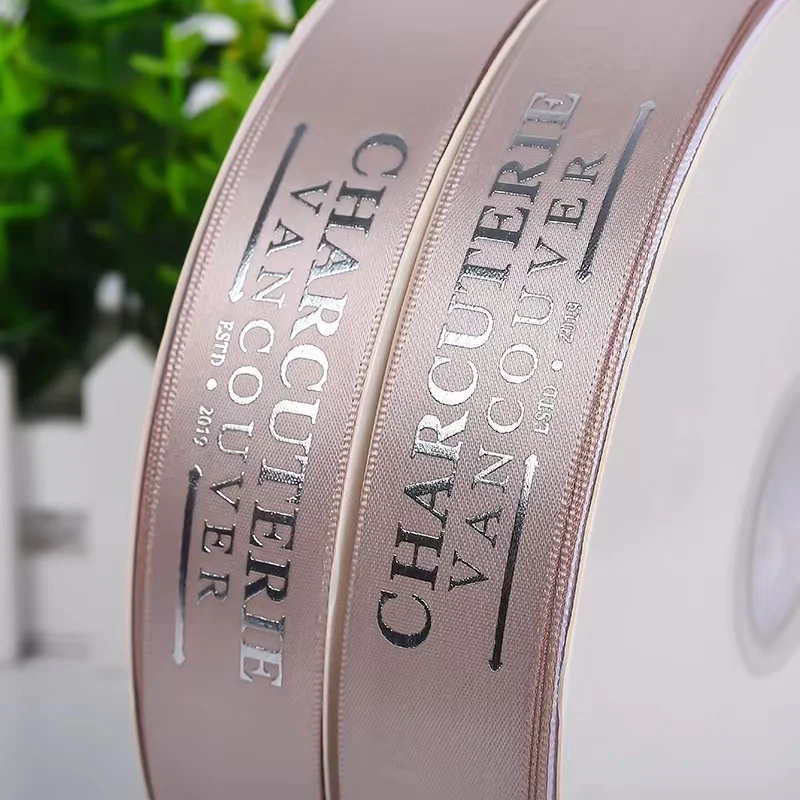 CHARCUTERIE
VANCOUVER
ESTD • 2019
CHARCUTERIE
VANCOUVER
ESTD • 2019